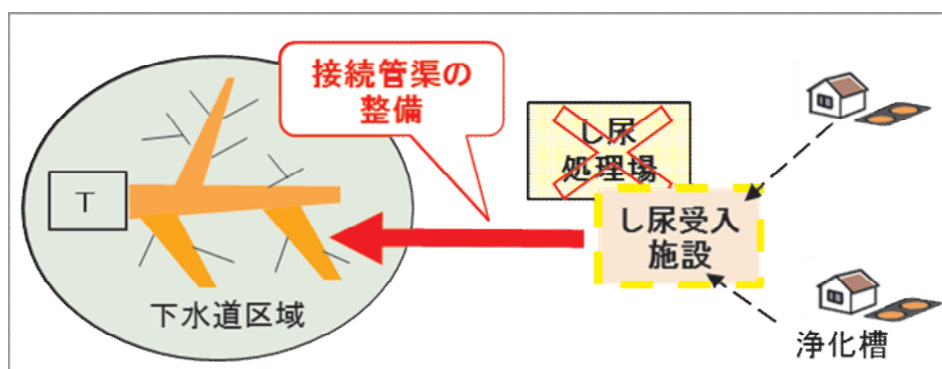 接続管渠の
整備
し尿
処理場
T
し尿受入
施設
下水道区域
浄化槽